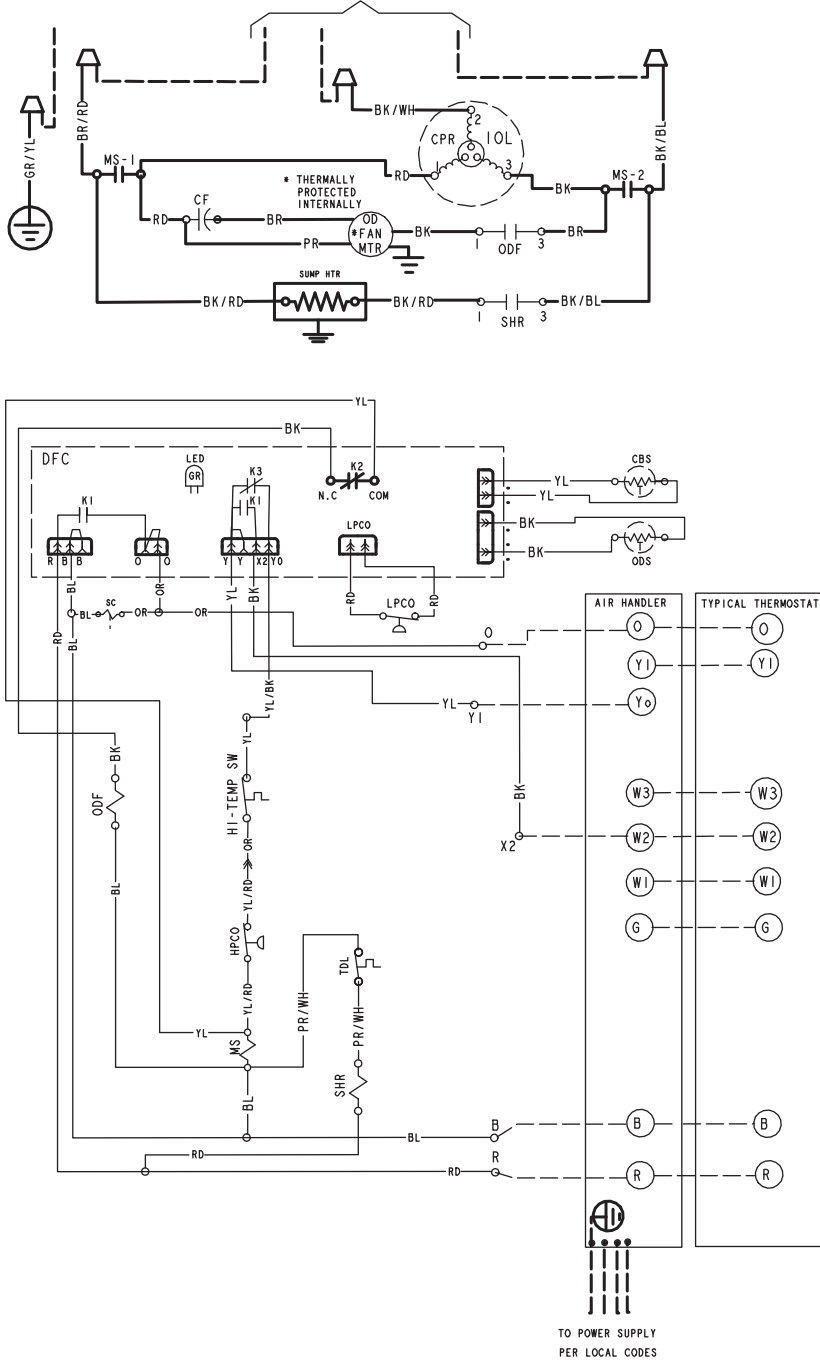 BK/WH
2
CPR
IOL
BR/RD
BK/BL
GR/YL
MS-1
1
3
MS-2
* THERMALLY
PROTECTED
INTERNALLY
RD
BK
CF
RD
BR
OD
*FAN
MTR
BK
1
3
BR
PR
ODF
SUMP HTR
BK/RD
BK/RD
1
3
BK/BL
SHR
YL
BK
DFC
LED
GR
K3
K2
K1
N.C
COM
CBS
YL
YL
K1
LPCO
BK
BK
ODS
R
B
B
O
O
Y
Y
X2
YO
BL
OR
YL
BK
RD
RD
SC
BL
OR
OR
LPCO
RD
BL
AIR HANDLER
TYPICAL THERMOSTAT
O
O
O
Y1
Y1
YL/BK
YL
Y1
Yo
YL
BK
HI-TEMP SW
BK
ODF
W3
W3
X2
W2
W2
OR
BL
YL/RD
W1
W1
HPCO
G
G
TDL
YL/RD
PR/WH
PR/WH
YL
MS
SHR
BL
B
B
B
BL
RD
R
RD
R
R
TO POWER SUPPLY
PER LOCAL CODES